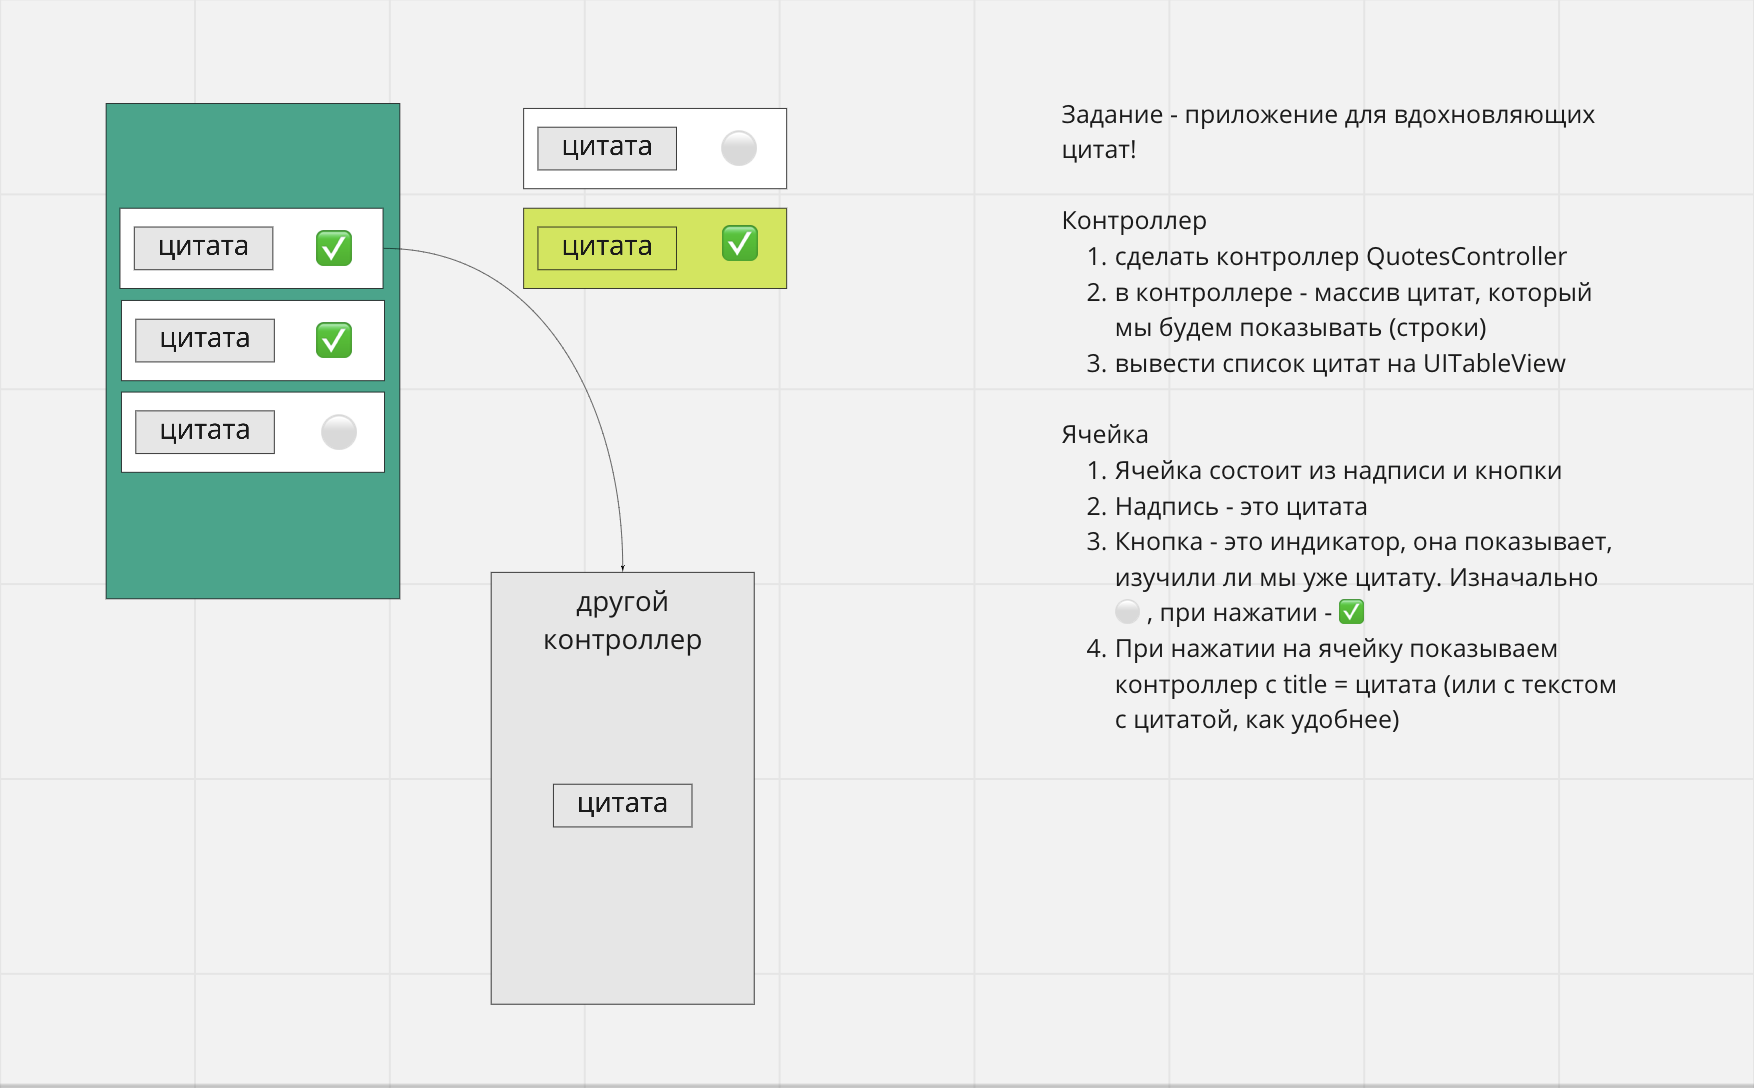 цитата ✅
цитата ✅
цитата ⚪
цитата ⚪
цитата ✅
другой
контроллер
цитата
Задание - приложение для вдохновляющих
цитат!
Контроллер
1. сделать контроллер QuotesController
2. в контроллере - массив цитат, который
мы будем показывать (строки)
3. вывести список цитат на UITableView
Ячейка
1. Ячейка состоит из надписи и кнопки
2. Надпись - это цитата
3. Кнопка - это индикатор, она показывает,
изучили ли мы уже цитату. Изначально
⚪ , при нажатии - ✅
4. При нажатии на ячейку показываем
контроллер с title = цитата (или с текстом
с цитатой, как удобнее)